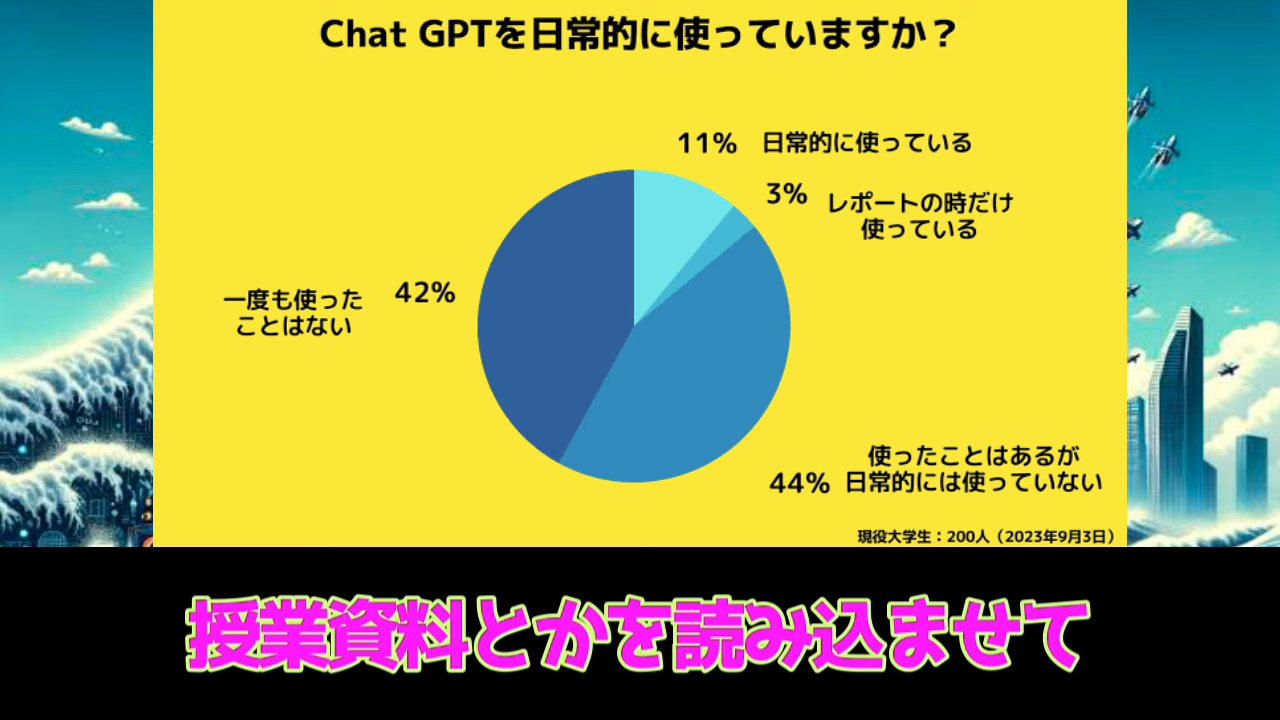 Chat GPTを日常的に使っていますか？
11% 日常的に使っている
3% レポートの時だけ
使っている
一度も使った 42%
ことはない
使ったことはあるが
44% 日常的には使っていない
現役大学生：200人（2023年9月3日）
授業資料とかを読み込ませて